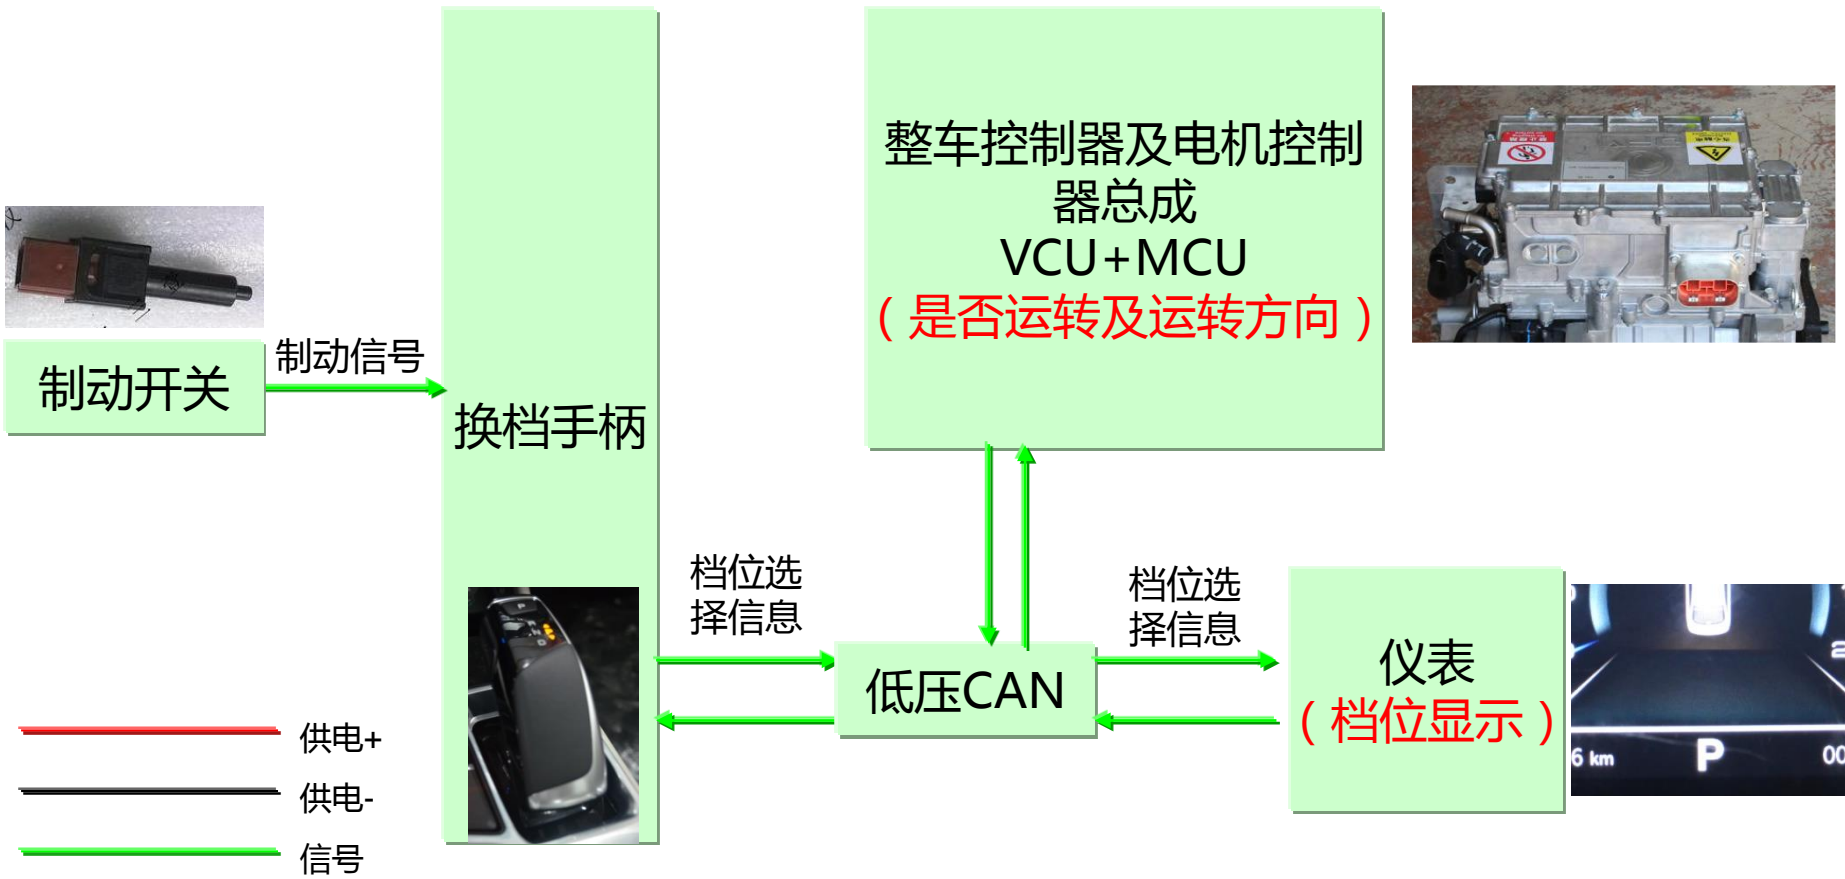 制动开关
制动信号
换档手柄
整车控制器及电机控制
器总成
VCU+MCU
（是否运转及运转方向）
档位选
择信息
低压CAN
档位选
择信息
仪表
（档位显示）
6 km
P
00
供电+
供电-
信号